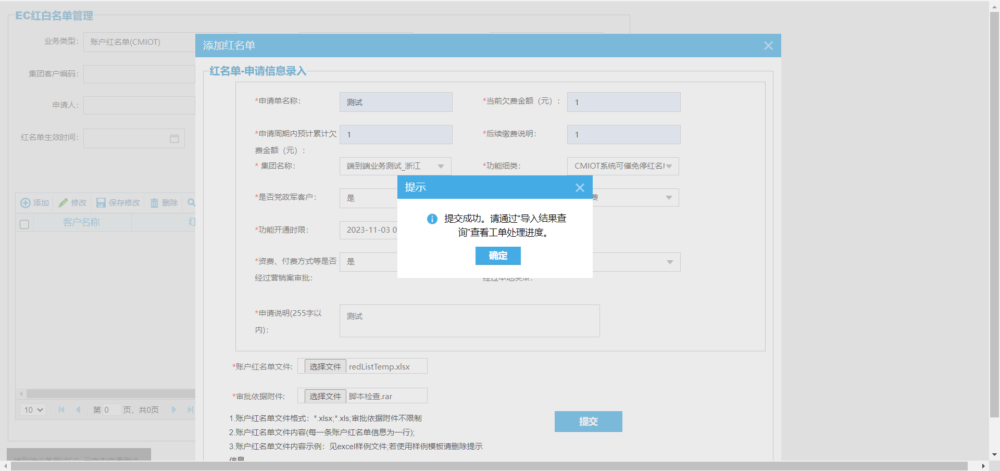 EC红白名单管理
业务类型：
账户红名单(CMIOT)
集团客户编码：
申请人：
红名单生效时间：
添加
修改
保存修改
删除
客户名称
红
10
第 0 页，共0页
添加红名单
红名单-申请信息录入
*申请单名称：
测试
*当前欠费金额（元）：
1
*申请周期内预计累计欠
费金额（元）：
1
*后续缴费说明：
1
* 集团名称：
端到端业务测试_浙江
*功能细类：
CMIOT系统可催免停红名单
*是否党政军客户：
是
费
*功能开通时限：
2023-11-03 0
*资费、付费方式等是否
经过营销案审批：
是
经过本地决策：
提示
提交成功。请通过“导入结果查
询”查看工单处理进度。
确定
*申请说明(255字以
内)：
测试
*账户红名单文件:
选择文件 redListTemp.xlsx
*审批依据附件:
选择文件 脚本检查.rar
1.账户红名单文件格式：*.xlsx;*.xls;审批依据附件不限制
2.账户红名单文件内容(每一条账户红名单信息为一行);
3.账户红名单文件内容示例：见excel样例文件;若使用样例模板请删除提示
信息
提交